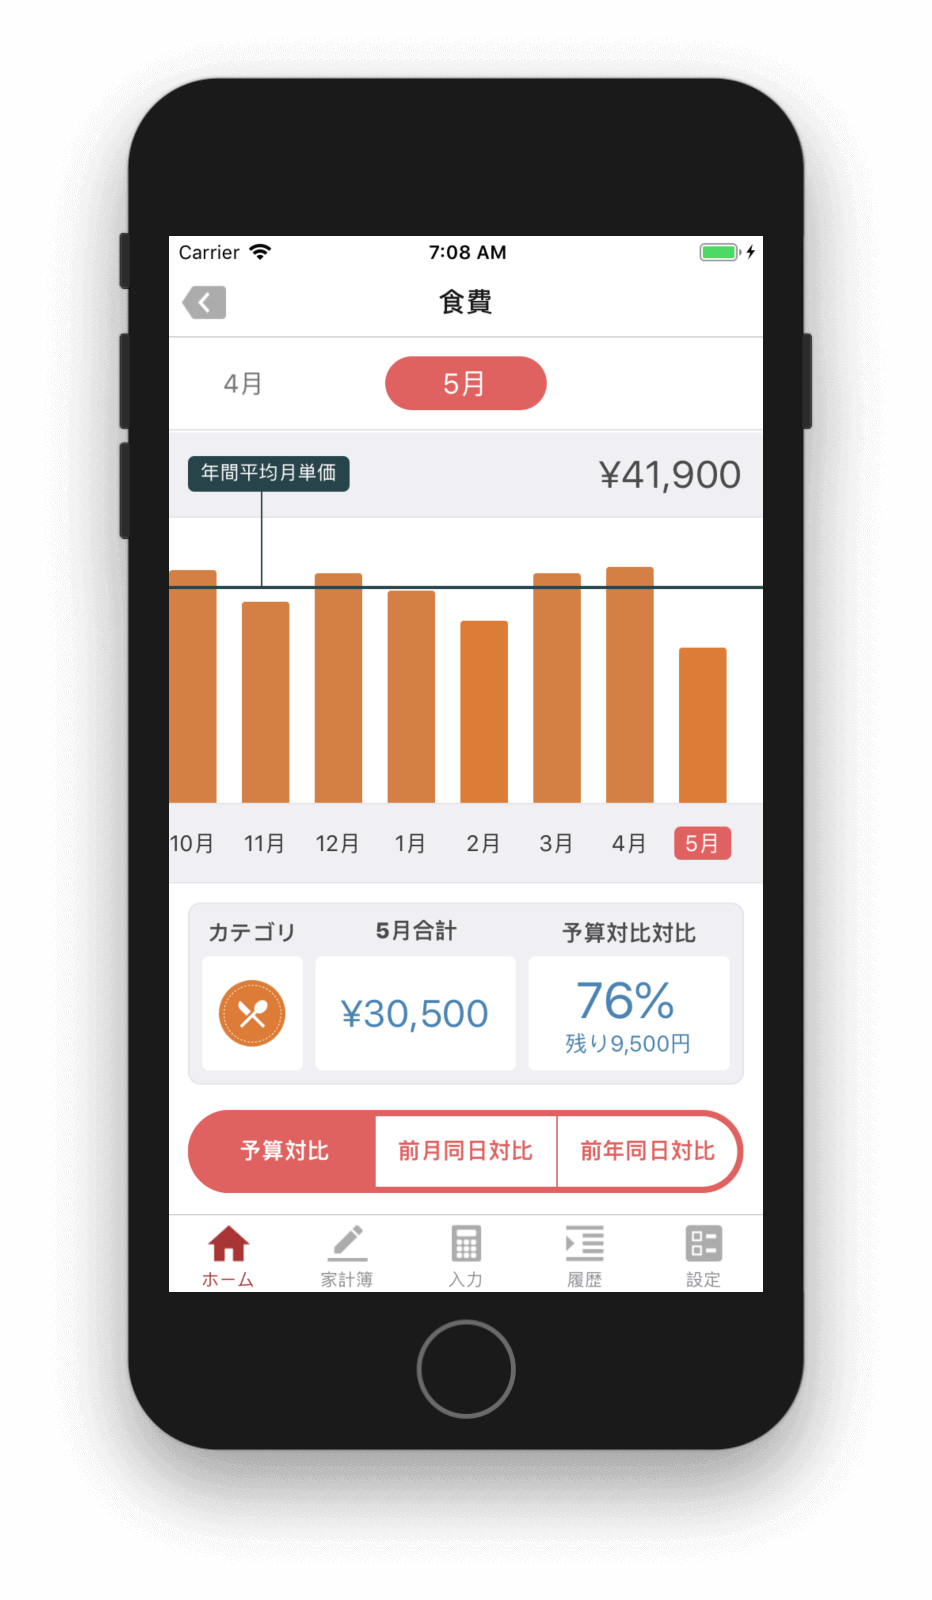 Carrier 7:08 AM
食費
4月 5月
年間平均月単価 ¥41,900
10月 11月 12月 1月 2月 3月 4月 5月
カテゴリ 5月合計 予算対比対比
¥30,500 76%
残り9,500円
予算対比 前月同日対比 前年同日対比
ホーム 家計簿 入力 履歴 設定